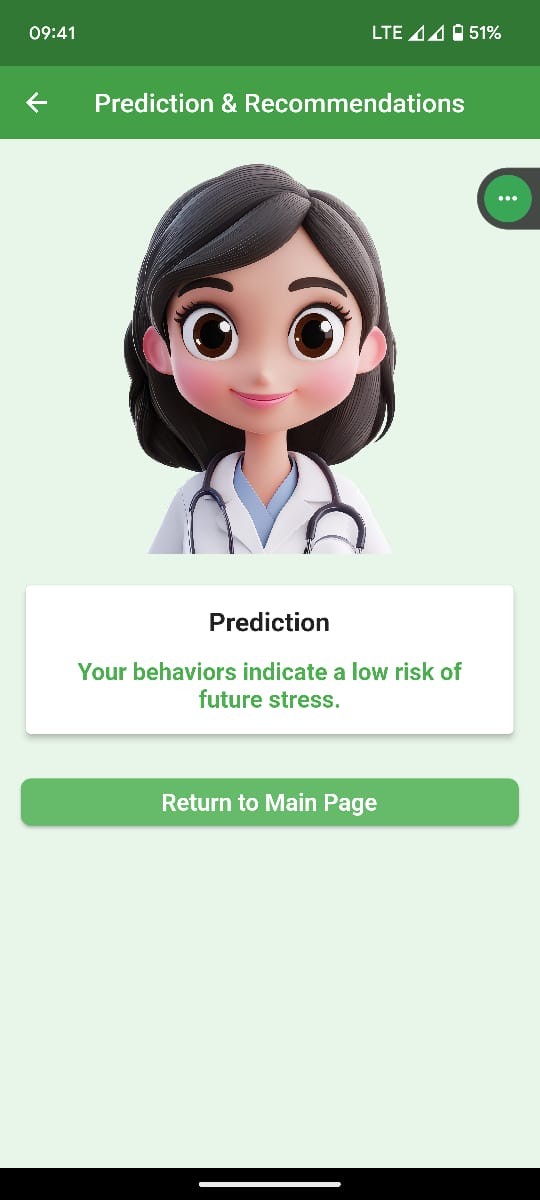 09:41
LTE 51%
Prediction & Recommendations
Prediction
Your behaviors indicate a low risk of
future stress.
Return to Main Page